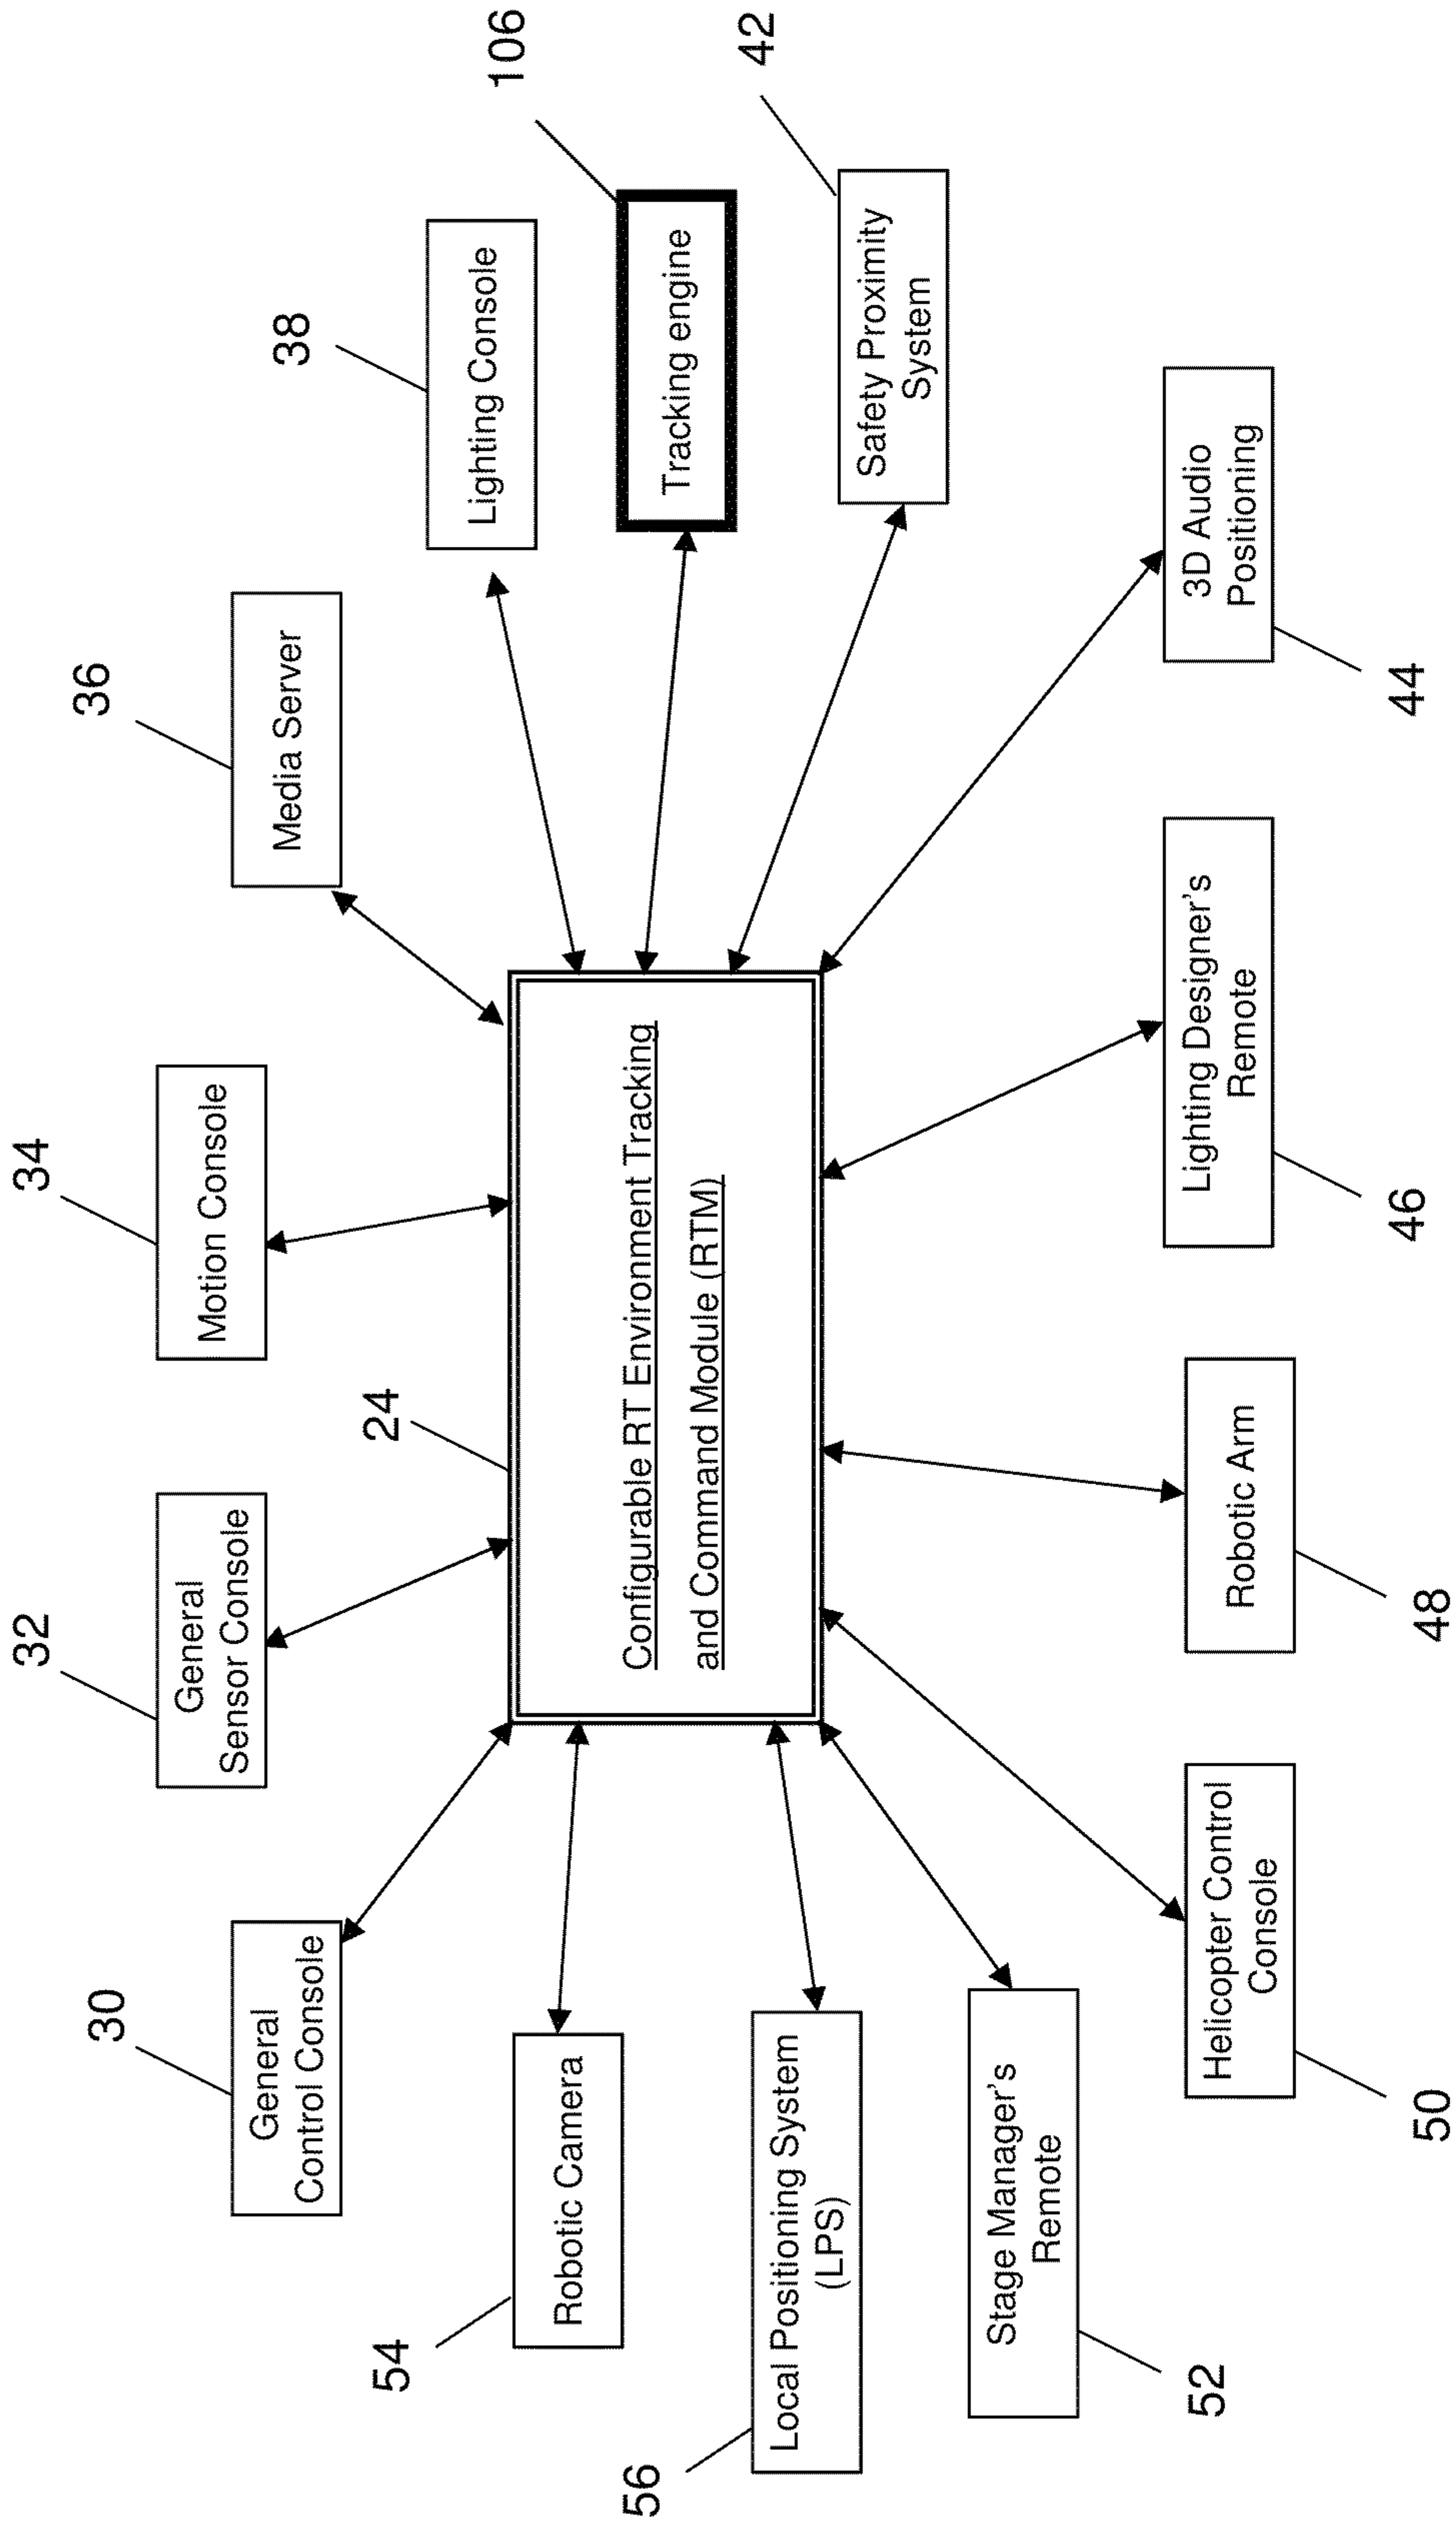 34
Motion Console
32
General
Sensor Console
36
Media Server
30
General
Control Console
24
38
Lighting Console
54
Robotic Camera
Configurable RT Environment Tracking
and Command Module (RTM)
106
Tracking engine
56
Local Positioning System
(LPS)
42
Safety Proximity
System
Stage Manager's
Remote
52
3D Audio
Positioning
44
Lighting Designer's
Remote
46
Robotic Arm
48
Helicopter Control
Console
50